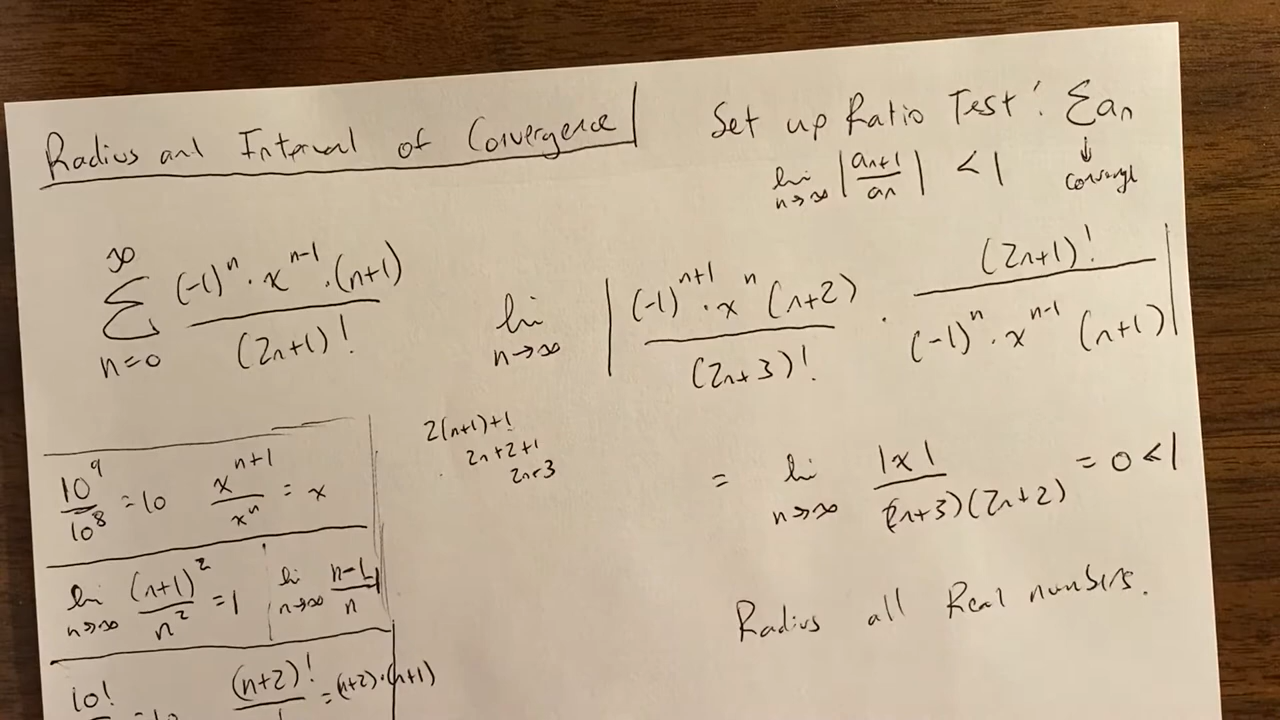 Radius and Interval of Convergence
Set up Ratio Test: Σan
lim n→∞ |an+1/an| < 1
↓ converge
∞ Σ n=0 (-1)^n · x^(n-1) · (n+1) / (2n+1)!
lim n→∞ | (-1)^(n+1) · x^n (n+2) / (2n+3)! · (2n+1)! / (-1)^n · x^(n-1) (n+1) |
2(n+1)+1
2n+2+1
2n+3
= lim n→∞ |x| / (2n+3)(2n+2) = 0 < 1
Radius all Real numbers.
10^9/10^8 = 10
x^(n+1)/x^n = x
lim n→∞ (n+1)^2/n^2 = 1
lim n→∞ n-1/n
10!
= 10
(n+2)!
= (n+2)·(n+1)